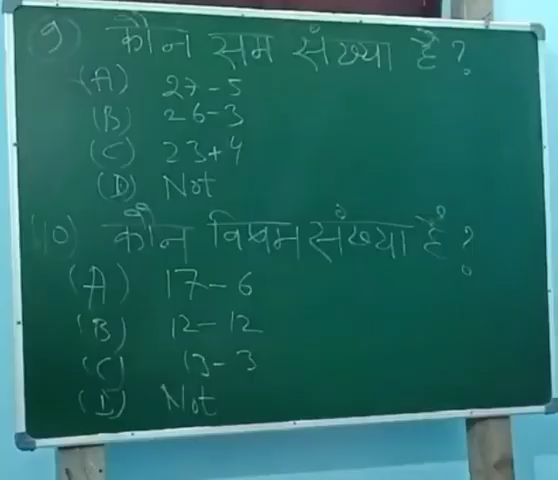 9) कौन सम संख्या है ?
(A) 27-5
(B) 26-3
(C) 23+4
(D) Not
10) कौन विषम संख्या है ?
(A) 17-6
(B) 12-12
(C) 13-3
(D) Not